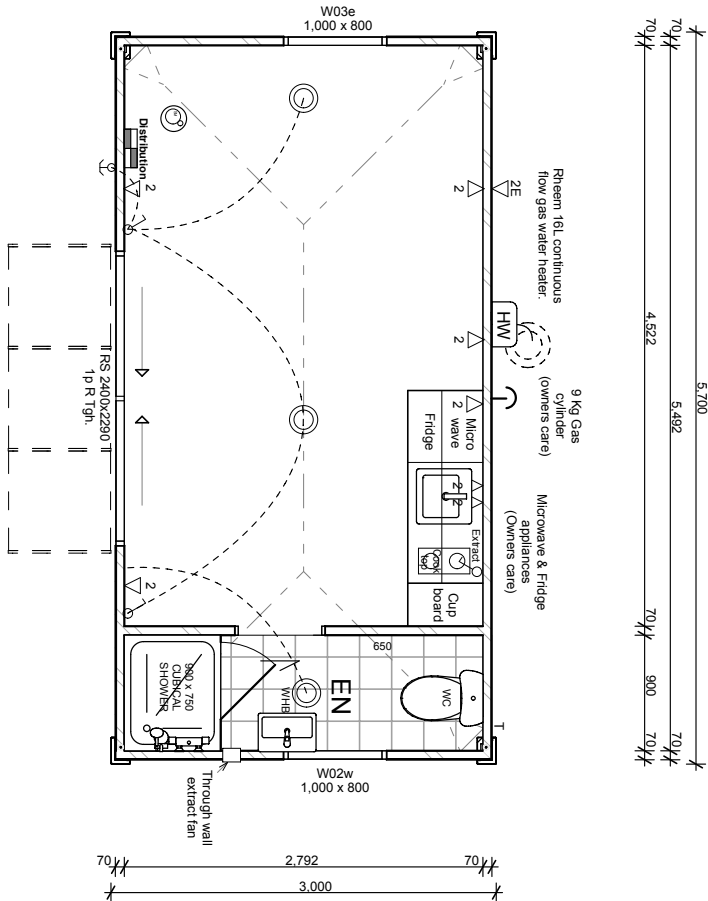 W03e
1,000 x 800
70
70
4,522
5,492
5,700
70
900
70
70
70
Rheem 16L continuous
flow gas water heater.
9 Kg Gas
cylinder
(owners care)
Microwave & Fridge
appliances
(Owners care)
Distribution
2
2
2E
HW
2
2
Micro
wave
Fridge
2
2
Extract
Cook
top
Cup
board
RS 2400x2290
1p R Tgh.
2
650
900 x 750
CUBICAL
SHOWER
WHB
EN
WC
T
W02w
1,000 x 800
Through wall
extract fan
70
2,792
70
3,000